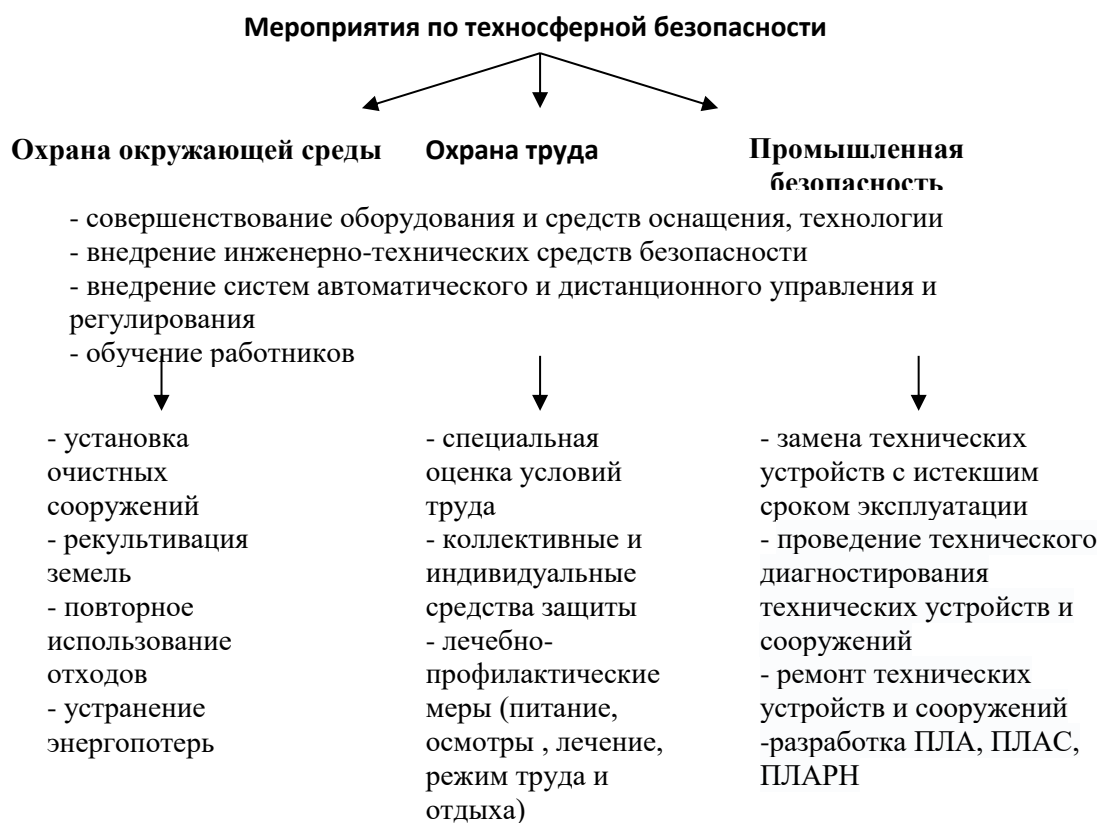 Мероприятия по техносферной безопасности
Охрана окружающей среды
Охрана труда
Промышленная
безопасность
- совершенствование оборудования и средств оснащения, технологии
- внедрение инженерно-технических средств безопасности
- внедрение систем автоматического и дистанционного управления и
регулирования
- обучение работников
- установка
очистных
сооружений
- рекультивация
земель
- повторное
использование
отходов
- устранение
энергопотерь
- специальная
оценка условий
труда
- коллективные и
индивидуальные
средства защиты
- лечебно-
профилактические
меры (питание,
осмотры , лечение,
режим труда и
отдыха)
- замена технических
устройств с истекшим
сроком эксплуатации
- проведение технического
диагностирования
технических устройств и
сооружений
- ремонт технических
устройств и сооружений
-разработка ПЛА, ПЛАС,
ПЛАРН